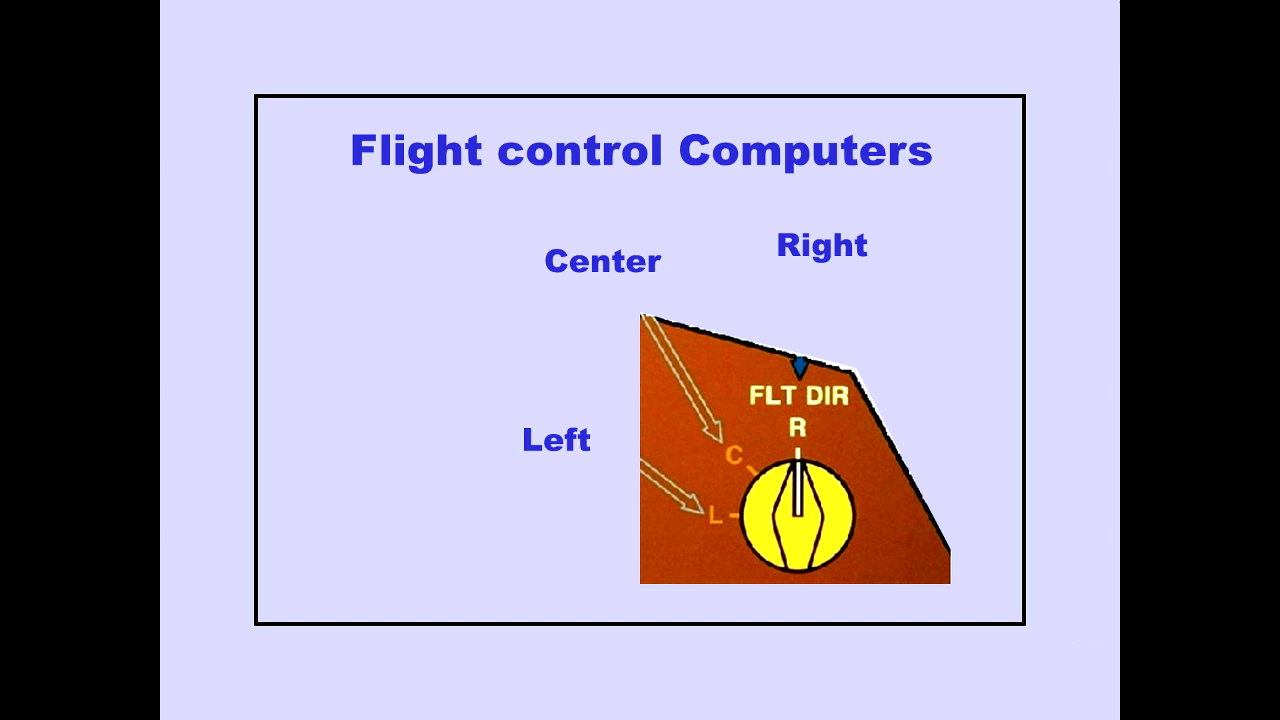 Flight control Computers
Right
Center
FLT DIR
R
Left
C
L